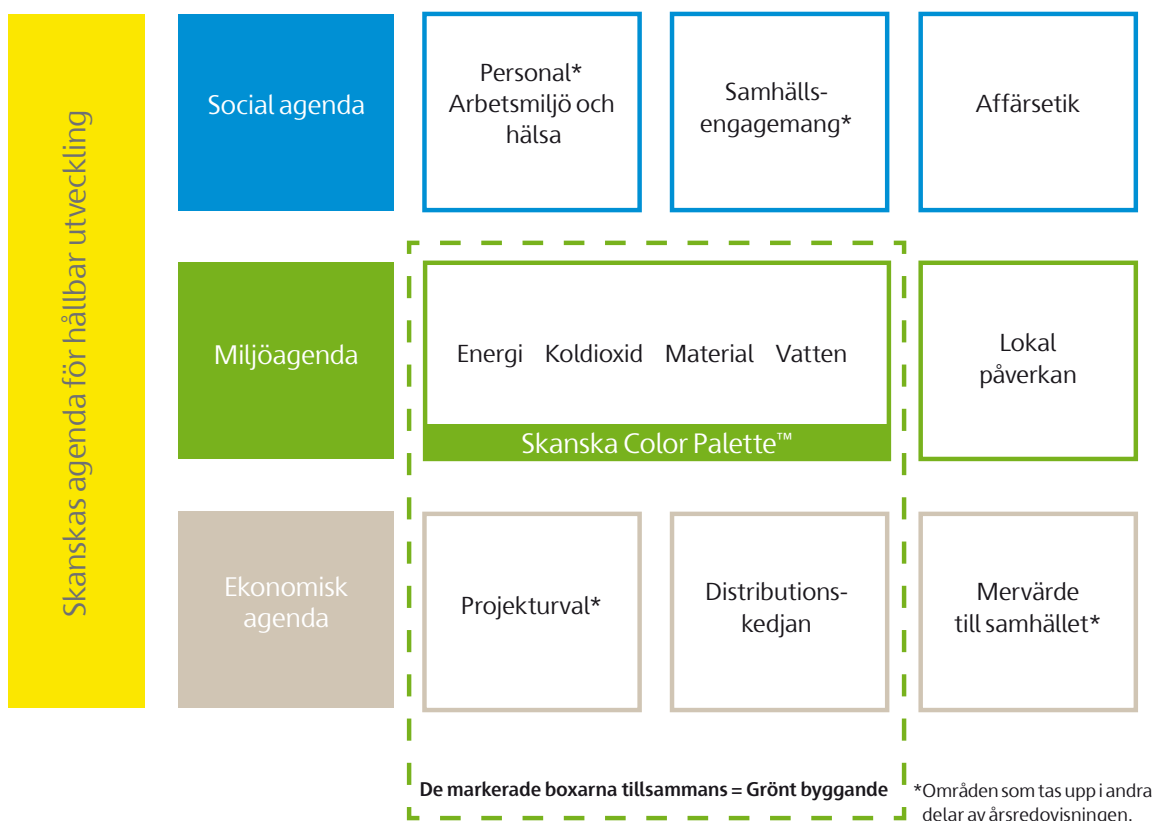 Skanskas agenda för hållbar utveckling
Social agenda
Personal*
Arbetsmiljö och
hälsa
Samhälls-
engagemang*
Affärsetik
Miljöagenda
Energi Koldioxid Material Vatten
Skanska Color Palette™
Lokal
påverkan
Ekonomisk
agenda
Projekturval*
Distributions-
kedjan
Mervärde
till samhället*
De markerade boxarna tillsammans = Grönt byggande
*Områden som tas upp i andra
delar av årsredovisningen.